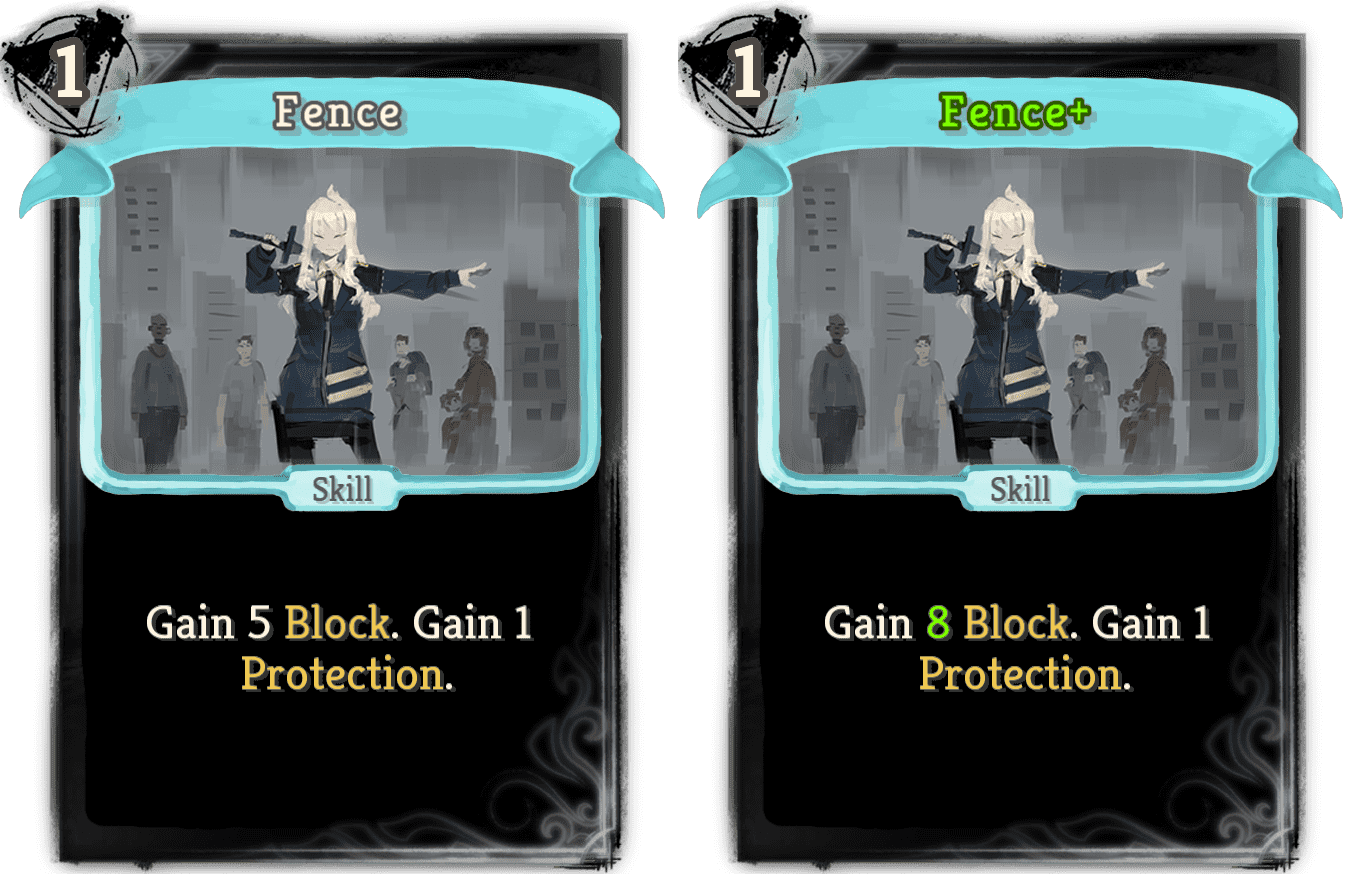 1
Fence
Skill
Gain 5 Block. Gain 1
Protection.
1
Fence+
Skill
Gain 8 Block. Gain 1
Protection.